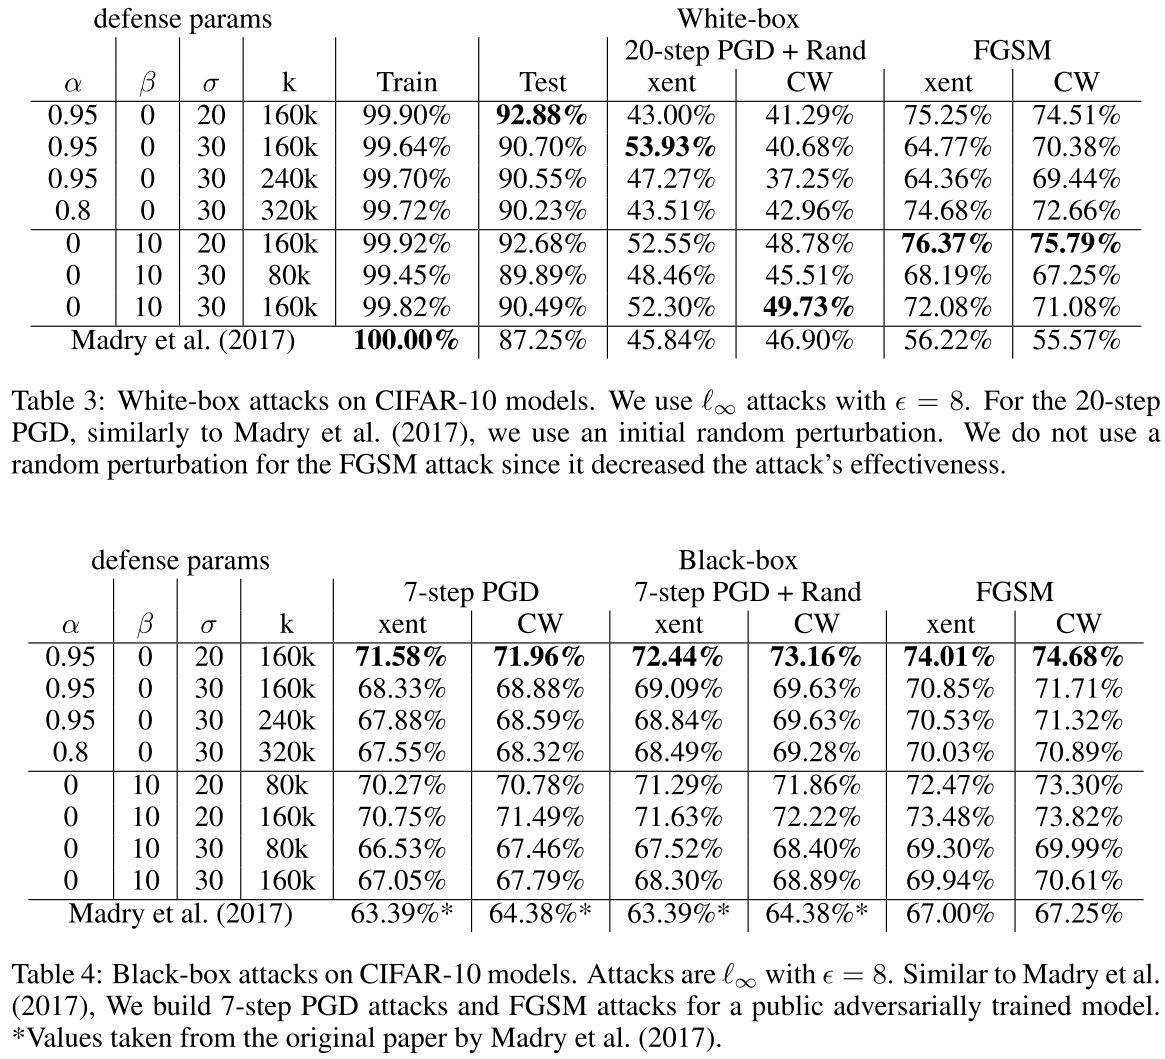 defense params White-box
20-step PGD + Rand FGSM
α β σ k Train Test xent CW xent CW
0.95 0 20 160k 99.90% 92.88% 43.00% 41.29% 75.25% 74.51%
0.95 0 30 160k 99.64% 90.70% 53.93% 40.68% 64.77% 70.38%
0.95 0 30 240k 99.70% 90.55% 47.27% 37.25% 64.36% 69.44%
0.8 0 30 320k 99.72% 90.23% 43.51% 42.96% 74.68% 72.66%
0 10 20 160k 99.92% 92.68% 52.55% 48.78% 76.37% 75.79%
0 10 30 80k 99.45% 89.89% 48.46% 45.51% 68.19% 67.25%
0 10 30 160k 99.82% 90.49% 52.30% 49.73% 72.08% 71.08%
Madry et al. (2017) 100.00% 87.25% 45.84% 46.90% 56.22% 55.57%
Table 3: White-box attacks on CIFAR-10 models. We use ℓ∞ attacks with ϵ = 8. For the 20-step
PGD, similarly to Madry et al. (2017), we use an initial random perturbation. We do not use a
random perturbation for the FGSM attack since it decreased the attack's effectiveness.
defense params Black-box
7-step PGD 7-step PGD + Rand FGSM
α β σ k xent CW xent CW xent CW
0.95 0 20 160k 71.58% 71.96% 72.44% 73.16% 74.01% 74.68%
0.95 0 30 160k 68.33% 68.88% 69.09% 69.63% 70.85% 71.71%
0.95 0 30 240k 67.88% 68.59% 68.84% 69.63% 70.53% 71.32%
0.8 0 30 320k 67.55% 68.32% 68.49% 69.28% 70.03% 70.89%
0 10 20 80k 70.27% 70.78% 71.29% 71.86% 72.47% 73.30%
0 10 20 160k 70.75% 71.49% 71.63% 72.22% 73.48% 73.82%
0 10 30 80k 66.53% 67.46% 67.52% 68.40% 69.30% 69.99%
0 10 30 160k 67.05% 67.79% 68.30% 68.89% 69.94% 70.61%
Madry et al. (2017) 63.39%* 64.38%* 63.39%* 64.38%* 67.00% 67.25%
Table 4: Black-box attacks on CIFAR-10 models. Attacks are ℓ∞ with ϵ = 8. Similar to Madry et al.
(2017), We build 7-step PGD attacks and FGSM attacks for a public adversarially trained model.
*Values taken from the original paper by Madry et al. (2017).